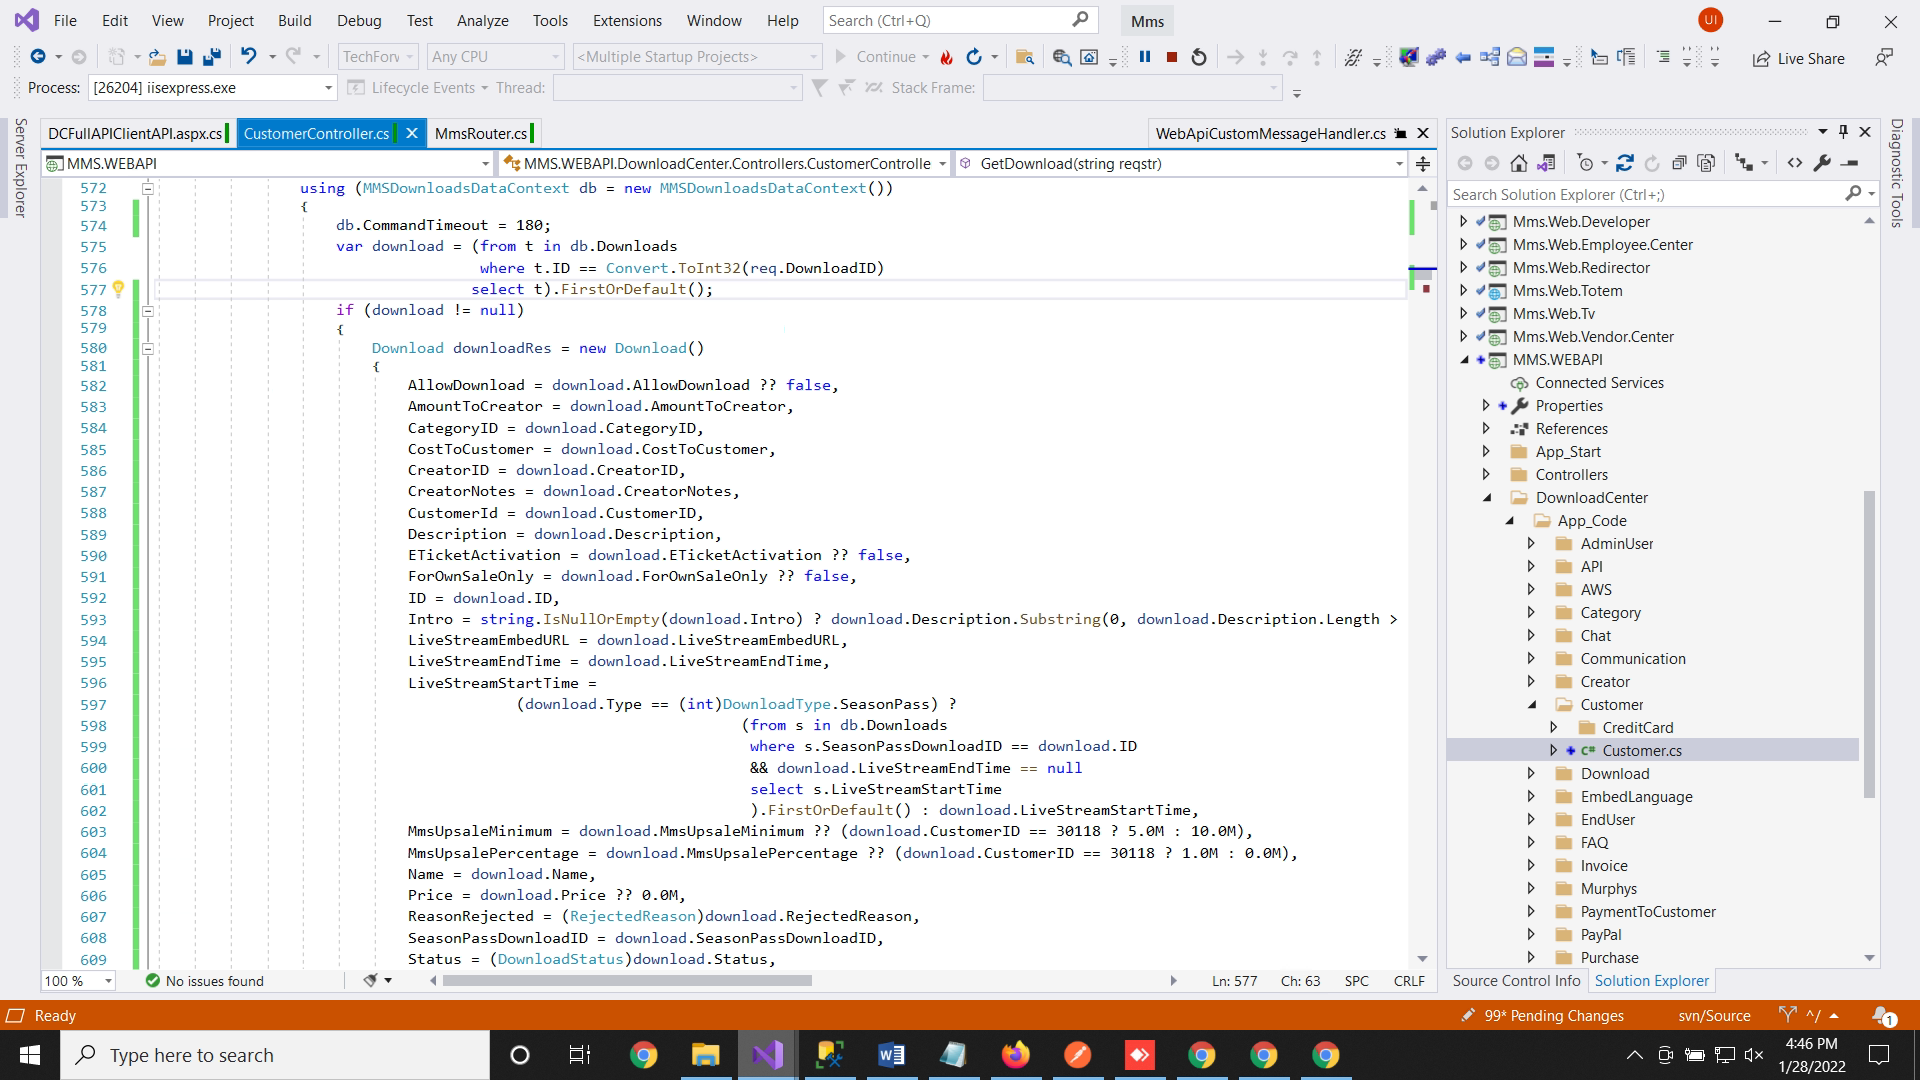 File Edit View Project Build Debug Test Analyze Tools Extensions Window Help Search (Ctrl+Q) Mms UI
TechForv Any CPU <Multiple Startup Projects> Continue Live Share
Process: [26204] iisexpress.exe Lifecycle Events Thread: Stack Frame:
Server Explorer
DCFullAPIClientAPI.aspx.cs CustomerController.cs MmsRouter.cs WebApiCustomMessageHandler.cs
MMS.WEBAPI MMS.WEBAPI.DownloadCenter.Controllers.CustomerControlle GetDownload(string reqstr)
572 using (MMSDownloadsDataContext db = new MMSDownloadsDataContext())
573 {
574 db.CommandTimeout = 180;
575 var download = (from t in db.Downloads
576 where t.ID == Convert.ToInt32(req.DownloadID)
577 select t).FirstOrDefault();
578 if (download != null)
579 {
580 Download downloadRes = new Download()
581 {
582 AllowDownload = download.AllowDownload ?? false,
583 AmountToCreator = download.AmountToCreator,
584 CategoryID = download.CategoryID,
585 CostToCustomer = download.CostToCustomer,
586 CreatorID = download.CreatorID,
587 CreatorNotes = download.CreatorNotes,
588 CustomerId = download.CustomerID,
589 Description = download.Description,
590 ETicketActivation = download.ETicketActivation ?? false,
591 ForOwnSaleOnly = download.ForOwnSaleOnly ?? false,
592 ID = download.ID,
593 Intro = string.IsNullOrEmpty(download.Intro) ? download.Description.Substring(0, download.Description.Length >
594 LiveStreamEmbedURL = download.LiveStreamEmbedURL,
595 LiveStreamEndTime = download.LiveStreamEndTime,
596 LiveStreamStartTime =
597 (download.Type == (int)DownloadType.SeasonPass) ?
598 (from s in db.Downloads
599 where s.SeasonPassDownloadID == download.ID
600 && download.LiveStreamEndTime == null
601 select s.LiveStreamStartTime
602 ).FirstOrDefault() : download.LiveStreamStartTime,
603 MmsUpsaleMinimum = download.MmsUpsaleMinimum ?? (download.CustomerID == 30118 ? 5.0M : 10.0M),
604 MmsUpsalePercentage = download.MmsUpsalePercentage ?? (download.CustomerID == 30118 ? 1.0M : 0.0M),
605 Name = download.Name,
606 Price = download.Price ?? 0.0M,
607 ReasonRejected = (RejectedReason)download.RejectedReason,
608 SeasonPassDownloadID = download.SeasonPassDownloadID,
609 Status = (DownloadStatus)download.Status,
100 % No issues found Ln: 577 Ch: 63 SPC CRLF
Solution Explorer
Search Solution Explorer (Ctrl+;)
Mms.Web.Developer
Mms.Web.Employee.Center
Mms.Web.Redirector
Mms.Web.Totem
Mms.Web.Tv
Mms.Web.Vendor.Center
MMS.WEBAPI
Connected Services
Properties
References
App_Start
Controllers
DownloadCenter
App_Code
AdminUser
API
AWS
Category
Chat
Communication
Creator
Customer
CreditCard
C# Customer.cs
Download
EmbedLanguage
EndUser
FAQ
Invoice
Murphys
PaymentToCustomer
PayPal
Purchase
Source Control Info Solution Explorer
Diagnostic Tools
Ready 99* Pending Changes svn/Source ^/ 1
Type here to search
4:46 PM
1/28/2022